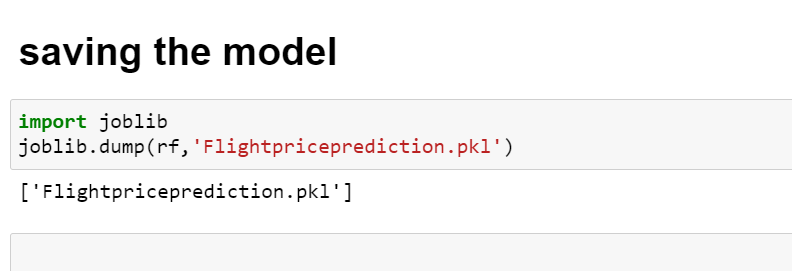 saving the model
import joblib
joblib.dump(rf,'Flightpriceprediction.pkl')
['Flightpriceprediction.pkl']